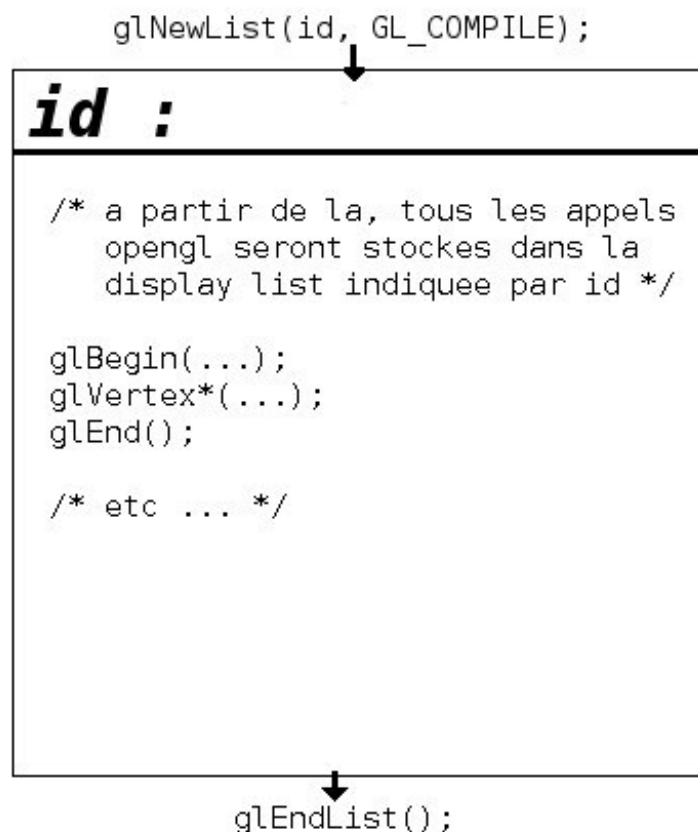 glNewList(id, GL_COMPILE);
id :
/* a partir de la, tous les appels
opengl seront stockes dans la
display list indiquee par id */
glBegin(...);
glVertex*(...);
glEnd();
/* etc ... */
glEndList();